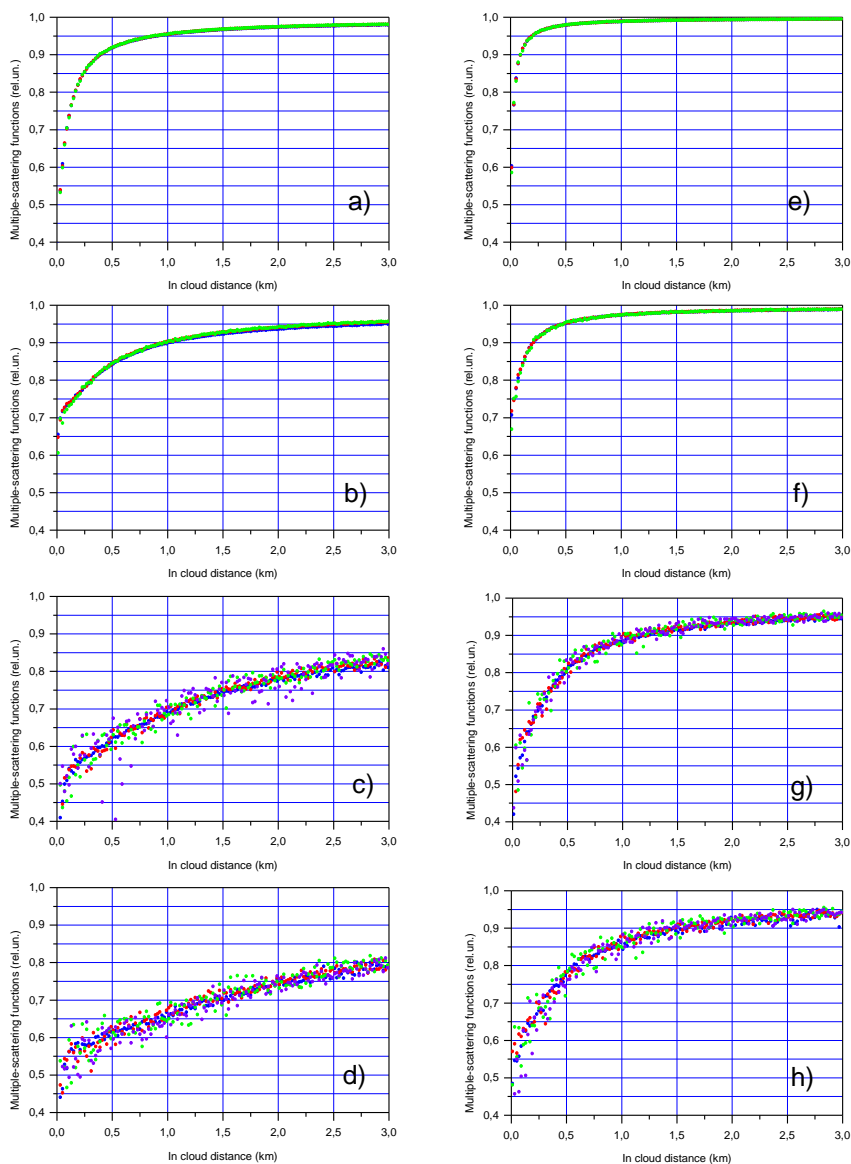 Multiple-scattering functions (rel.un.)
1,0
0,9
0,8
0,7
0,6
0,5
0,4
a)
0,0 0,5 1,0 1,5 2,0 2,5 3,0
In cloud distance (km)
Multiple-scattering functions (rel.un.)
1,0
0,9
0,8
0,7
0,6
0,5
0,4
e)
0,0 0,5 1,0 1,5 2,0 2,5 3,0
In cloud distance (km)
Multiple-scattering functions (rel.un.)
1,0
0,9
0,8
0,7
0,6
0,5
0,4
b)
0,0 0,5 1,0 1,5 2,0 2,5 3,0
In cloud distance (km)
Multiple-scattering functions (rel.un.)
1,0
0,9
0,8
0,7
0,6
0,5
0,4
f)
0,0 0,5 1,0 1,5 2,0 2,5 3,0
In cloud distance (km)
Multiple-scattering functions (rel.un.)
1,0
0,9
0,8
0,7
0,6
0,5
0,4
c)
0,0 0,5 1,0 1,5 2,0 2,5 3,0
In cloud distance (km)
Multiple-scattering functions (rel.un.)
1,0
0,9
0,8
0,7
0,6
0,5
0,4
g)
0,0 0,5 1,0 1,5 2,0 2,5 3,0
In cloud distance (km)
Multiple-scattering functions (rel.un.)
1,0
0,9
0,8
0,7
0,6
0,5
0,4
d)
0,0 0,5 1,0 1,5 2,0 2,5 3,0
In cloud distance (km)
Multiple-scattering functions (rel.un.)
1,0
0,9
0,8
0,7
0,6
0,5
0,4
h)
0,0 0,5 1,0 1,5 2,0 2,5 3,0
In cloud distance (km)